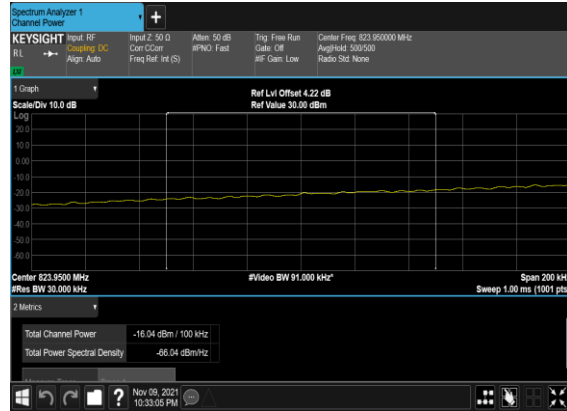 Spectrum Analyzer 1
Channel Power
KEYSIGHT Input: RF Input Z: 50 Ω Atten: 50 dB Trig: Free Run Center Freq: 823.950000 MHz
RL Coupling: DC Corr CCorr #PNO: Fast Gate: Off Avg|Hold: 500/500
Align: Auto Freq Ref: Int (S) #IF Gain: Low Radio Std: None
1 Graph
Ref Lvl Offset 4.22 dB
Scale/Div 10.0 dB Ref Value 30.00 dBm
Log
20.0
10.0
0.00
-10.0
-20.0
-30.0
-40.0
-50.0
-60.0
Center 823.9500 MHz #Video BW 91.000 kHz* Span 200 kH
#Res BW 30.000 kHz Sweep 1.00 ms (1001 pts
2 Metrics
Total Channel Power -16.04 dBm / 100 kHz
Total Power Spectral Density -66.04 dBm/Hz
Nov 09, 2021
10:33:05 PM